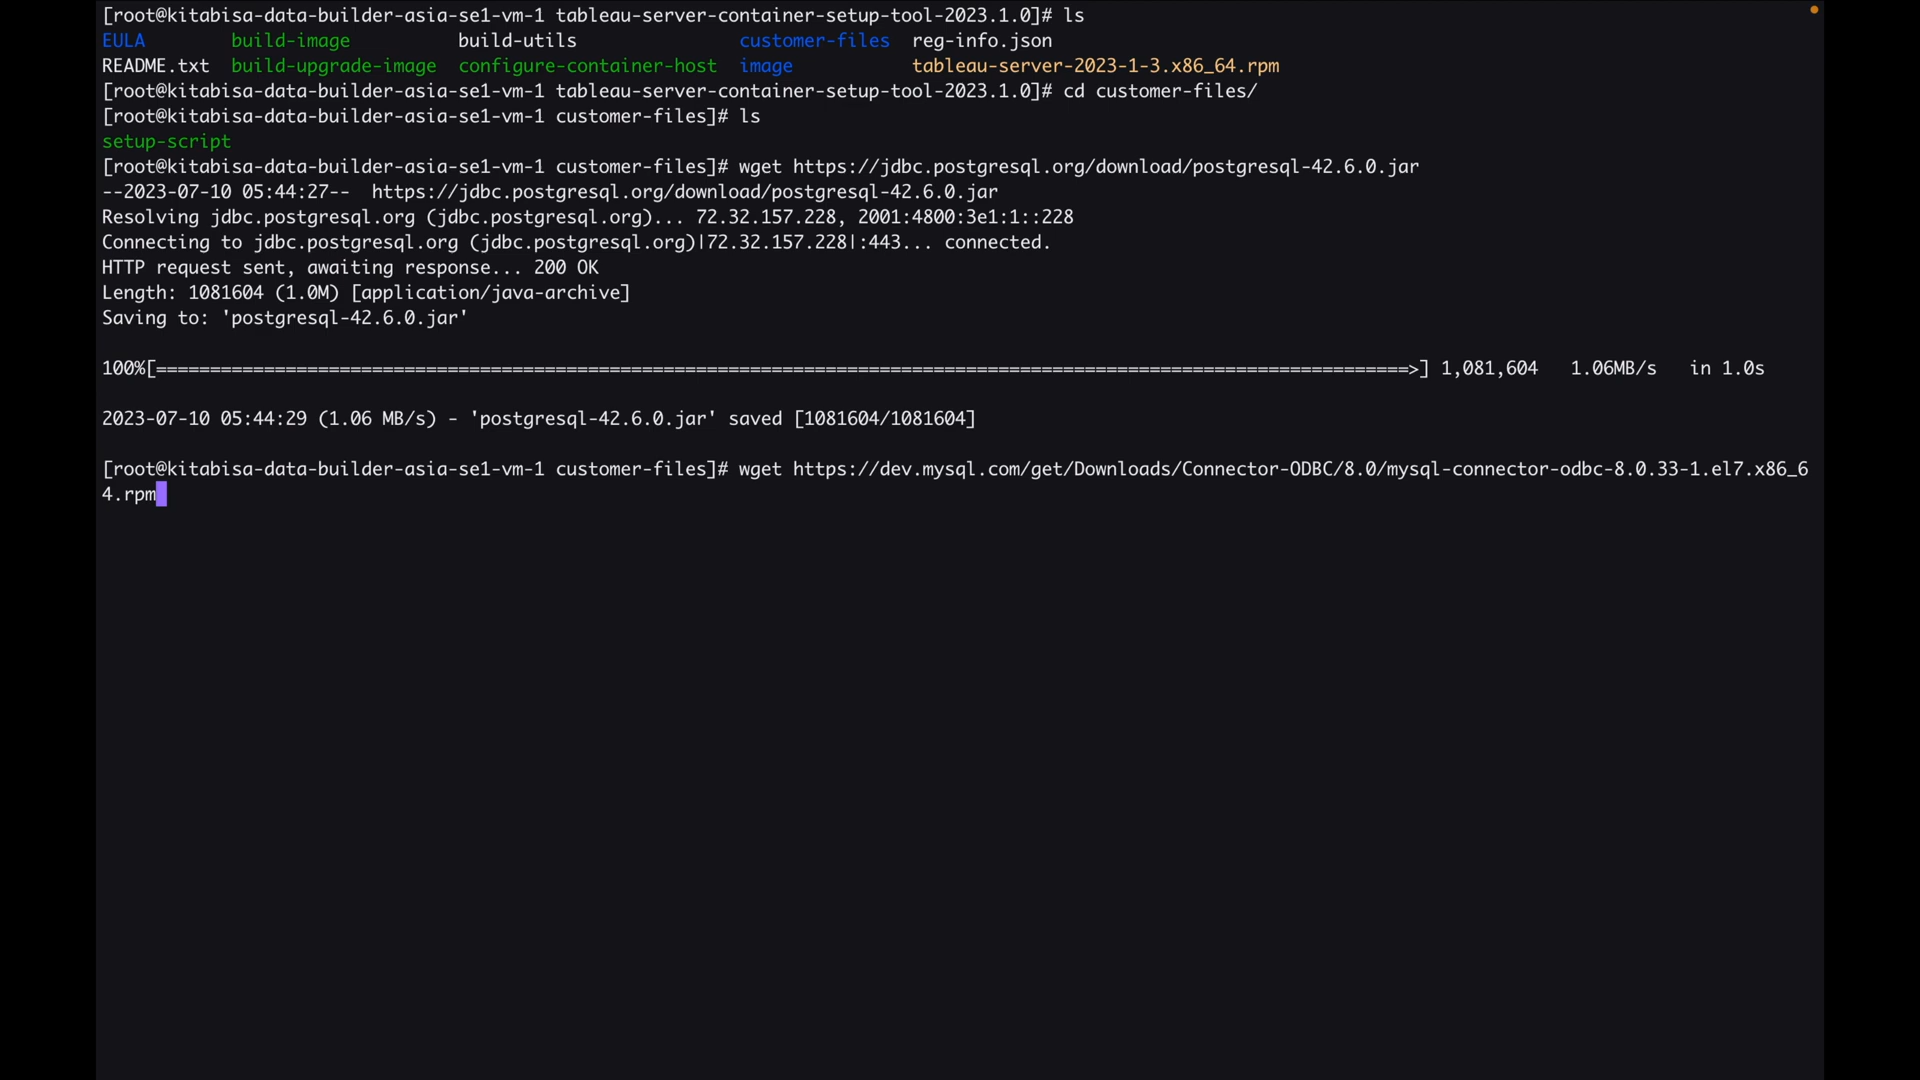 [root@kitabisa-data-builder-asia-se1-vm-1 tableau-server-container-setup-tool-2023.1.0]# ls
EULA        build-image          build-utils               customer-files  reg-info.json
README.txt  build-upgrade-image  configure-container-host  image           tableau-server-2023-1-3.x86_64.rpm
[root@kitabisa-data-builder-asia-se1-vm-1 tableau-server-container-setup-tool-2023.1.0]# cd customer-files/
[root@kitabisa-data-builder-asia-se1-vm-1 customer-files]# ls
setup-script
[root@kitabisa-data-builder-asia-se1-vm-1 customer-files]# wget https://jdbc.postgresql.org/download/postgresql-42.6.0.jar
--2023-07-10 05:44:27--  https://jdbc.postgresql.org/download/postgresql-42.6.0.jar
Resolving jdbc.postgresql.org (jdbc.postgresql.org)... 72.32.157.228, 2001:4800:3e1:1::228
Connecting to jdbc.postgresql.org (jdbc.postgresql.org)|72.32.157.228|:443... connected.
HTTP request sent, awaiting response... 200 OK
Length: 1081604 (1.0M) [application/java-archive]
Saving to: 'postgresql-42.6.0.jar'
100%[====================================================================================================================>] 1,081,604   1.06MB/s   in 1.0s
2023-07-10 05:44:29 (1.06 MB/s) - 'postgresql-42.6.0.jar' saved [1081604/1081604]
[root@kitabisa-data-builder-asia-se1-vm-1 customer-files]# wget https://dev.mysql.com/get/Downloads/Connector-ODBC/8.0/mysql-connector-odbc-8.0.33-1.el7.x86_6
4.rpm